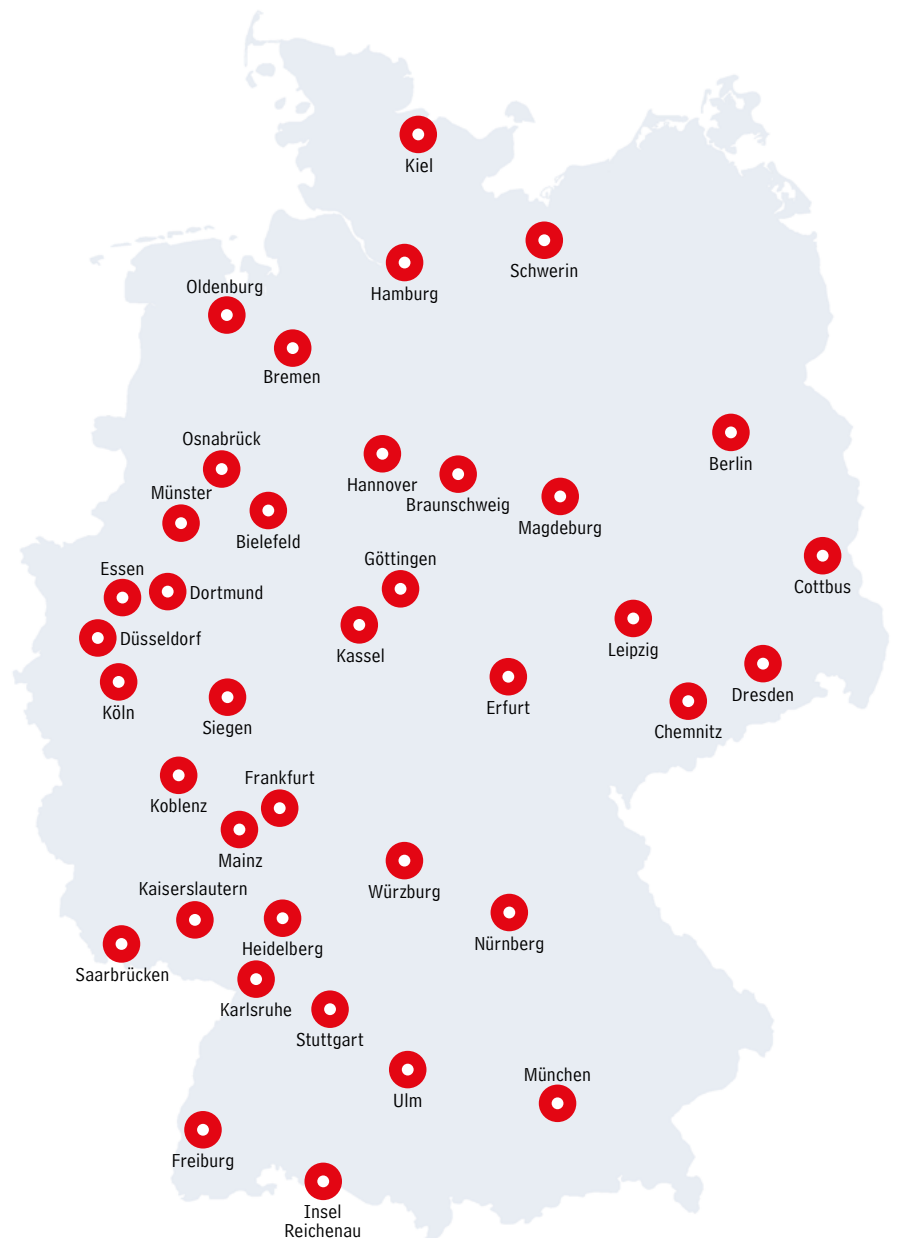 Kiel
Schwerin
Hamburg
Oldenburg
Bremen
Osnabrück
Hannover
Berlin
Münster
Braunschweig
Magdeburg
Bielefeld
Göttingen
Essen
Dortmund
Cottbus
Düsseldorf
Kassel
Leipzig
Dresden
Köln
Siegen
Erfurt
Chemnitz
Frankfurt
Koblenz
Mainz
Kaiserslautern
Würzburg
Nürnberg
Heidelberg
Saarbrücken
Karlsruhe
Stuttgart
München
Ulm
Freiburg
Insel
Reichenau